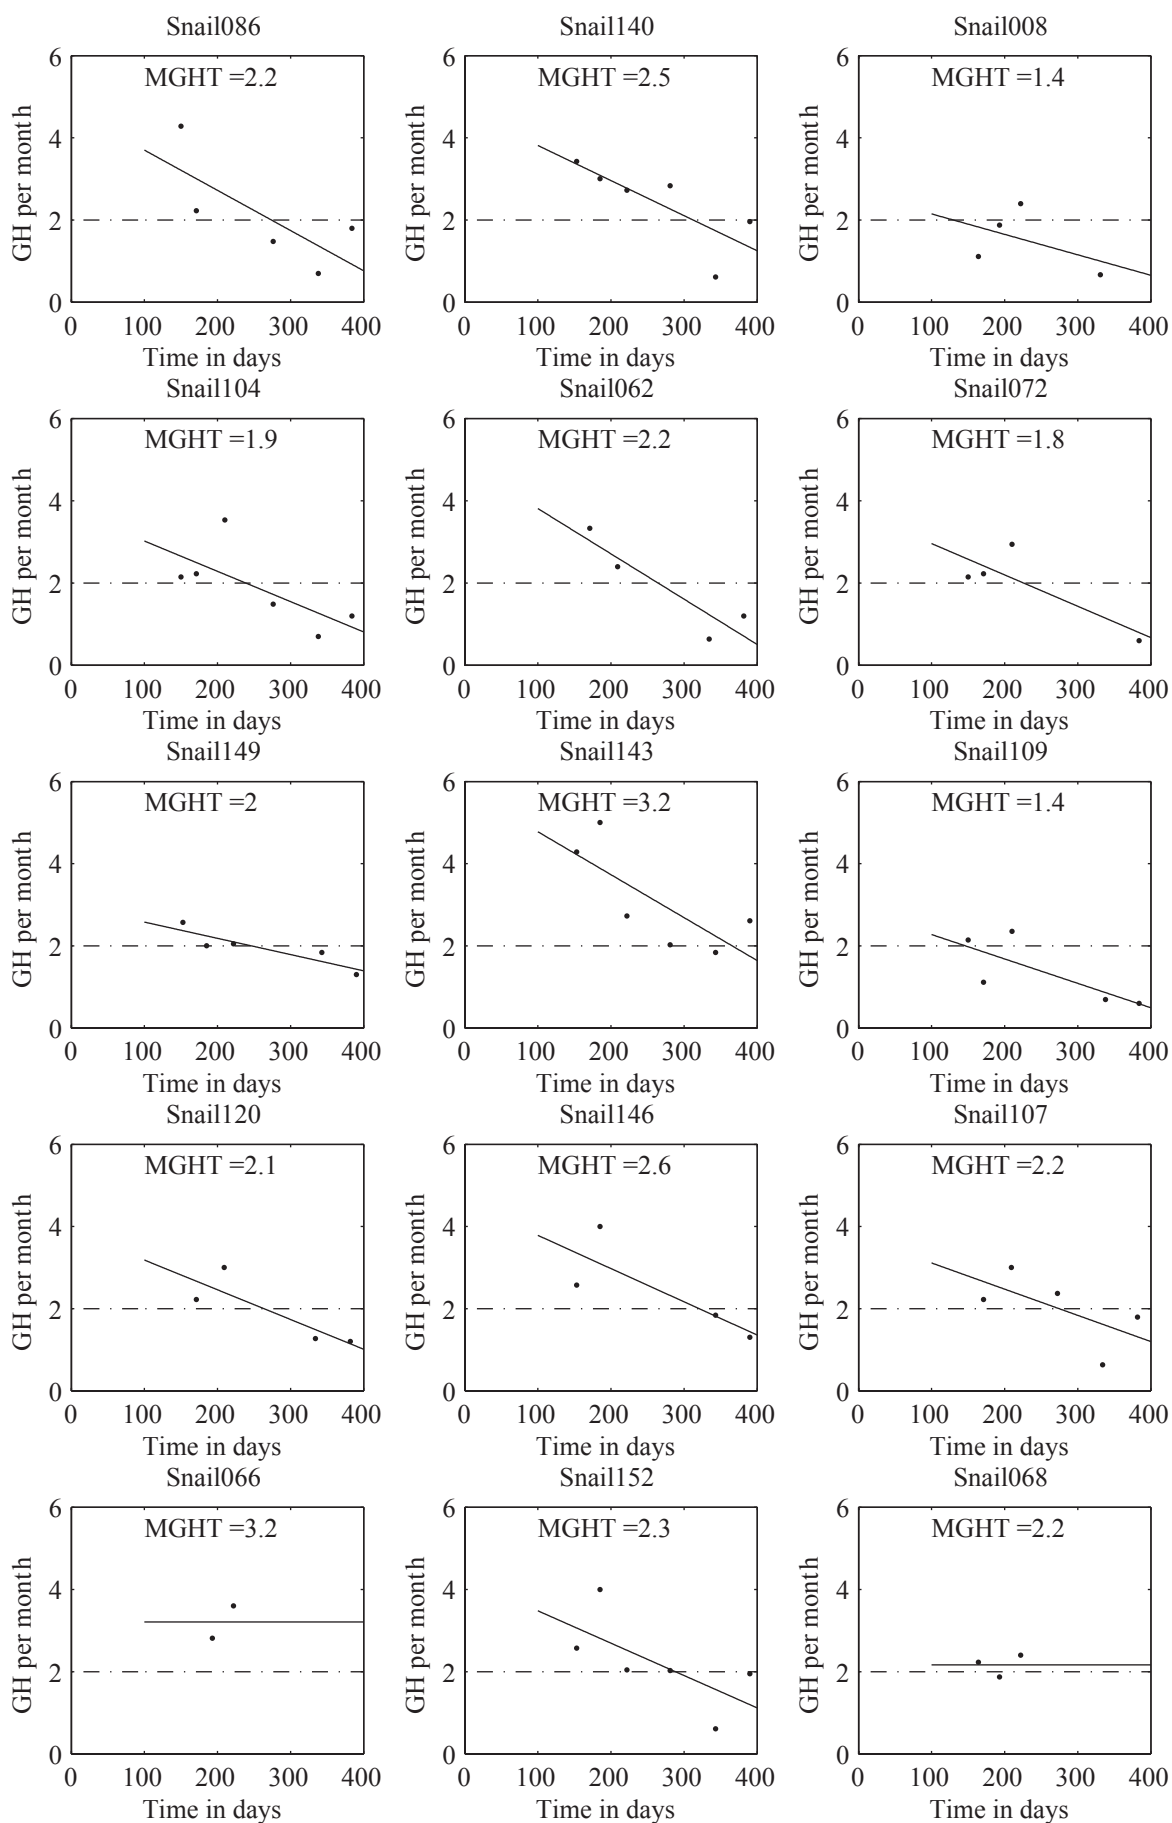 Snail086 Snail140 Snail008
6 6 6
MGHT =2.2 MGHT =2.5 MGHT =1.4
4 4 4
GH per month GH per month GH per month
2 2 2
0 0 0
0 100 200 300 400 0 100 200 300 400 0 100 200 300 400
Time in days Time in days Time in days
Snail104 Snail062 Snail072
6 6 6
MGHT =1.9 MGHT =2.2 MGHT =1.8
4 4 4
GH per month GH per month GH per month
2 2 2
0 0 0
0 100 200 300 400 0 100 200 300 400 0 100 200 300 400
Time in days Time in days Time in days
Snail149 Snail143 Snail109
6 6 6
MGHT =2 MGHT =3.2 MGHT =1.4
4 4 4
GH per month GH per month GH per month
2 2 2
0 0 0
0 100 200 300 400 0 100 200 300 400 0 100 200 300 400
Time in days Time in days Time in days
Snail120 Snail146 Snail107
6 6 6
MGHT =2.1 MGHT =2.6 MGHT =2.2
4 4 4
GH per month GH per month GH per month
2 2 2
0 0 0
0 100 200 300 400 0 100 200 300 400 0 100 200 300 400
Time in days Time in days Time in days
Snail066 Snail152 Snail068
6 6 6
MGHT =3.2 MGHT =2.3 MGHT =2.2
4 4 4
GH per month GH per month GH per month
2 2 2
0 0 0
0 100 200 300 400 0 100 200 300 400 0 100 200 300 400
Time in days Time in days Time in days